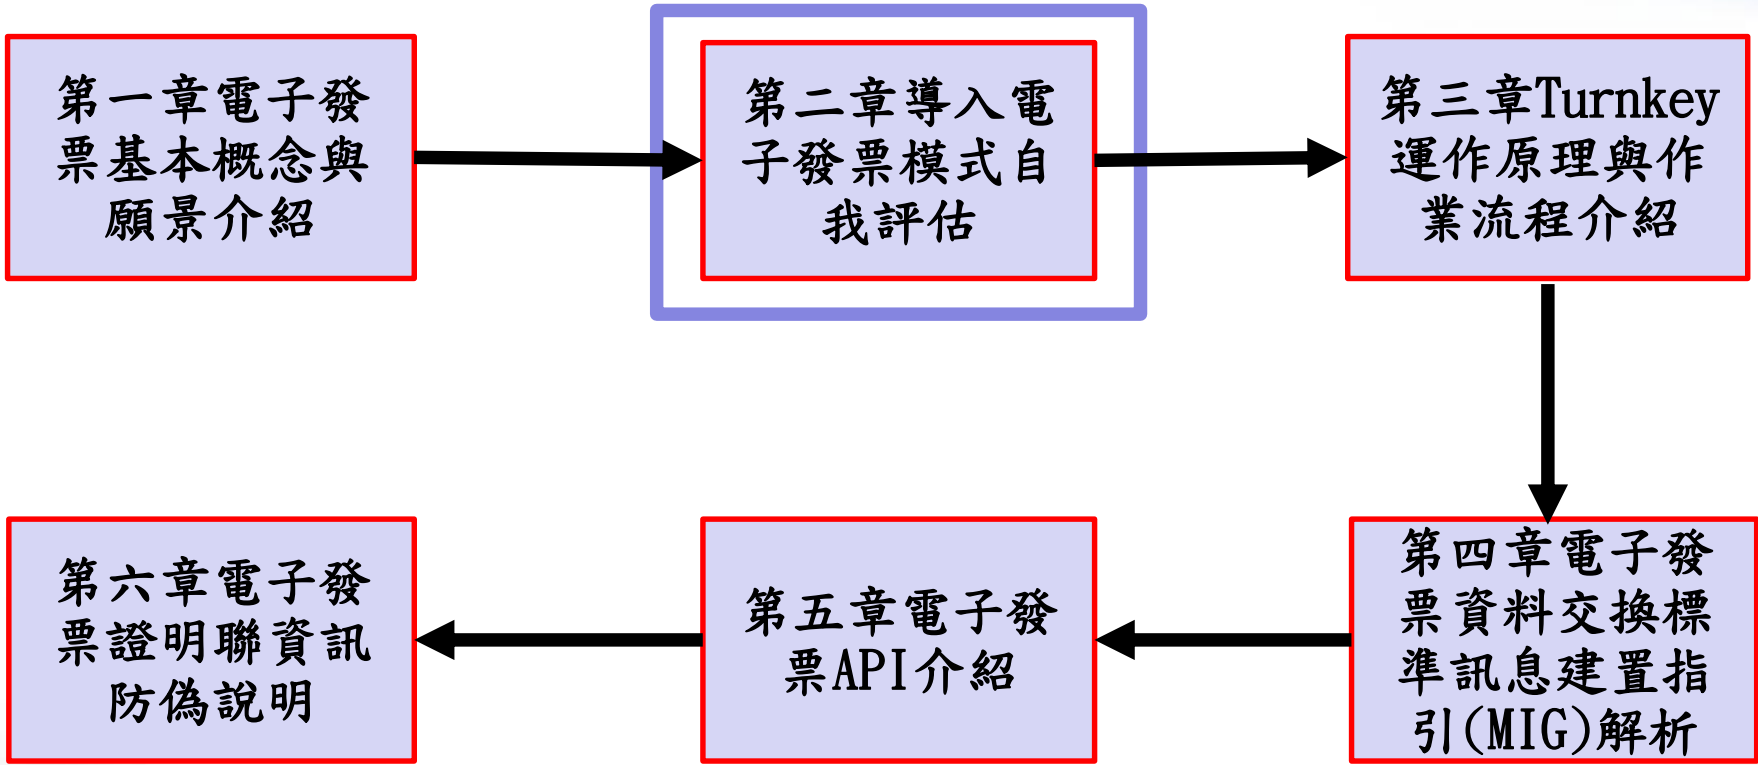 第一章電子發
票基本概念與
願景介紹
第二章導入電
子發票模式自
我評估
第三章Turnkey
運作原理與作
業流程介紹
第四章電子發
票資料交換標
準訊息建置指
引(MIG)解析
第五章電子發
票API介紹
第六章電子發
票證明聯資訊
防偽說明